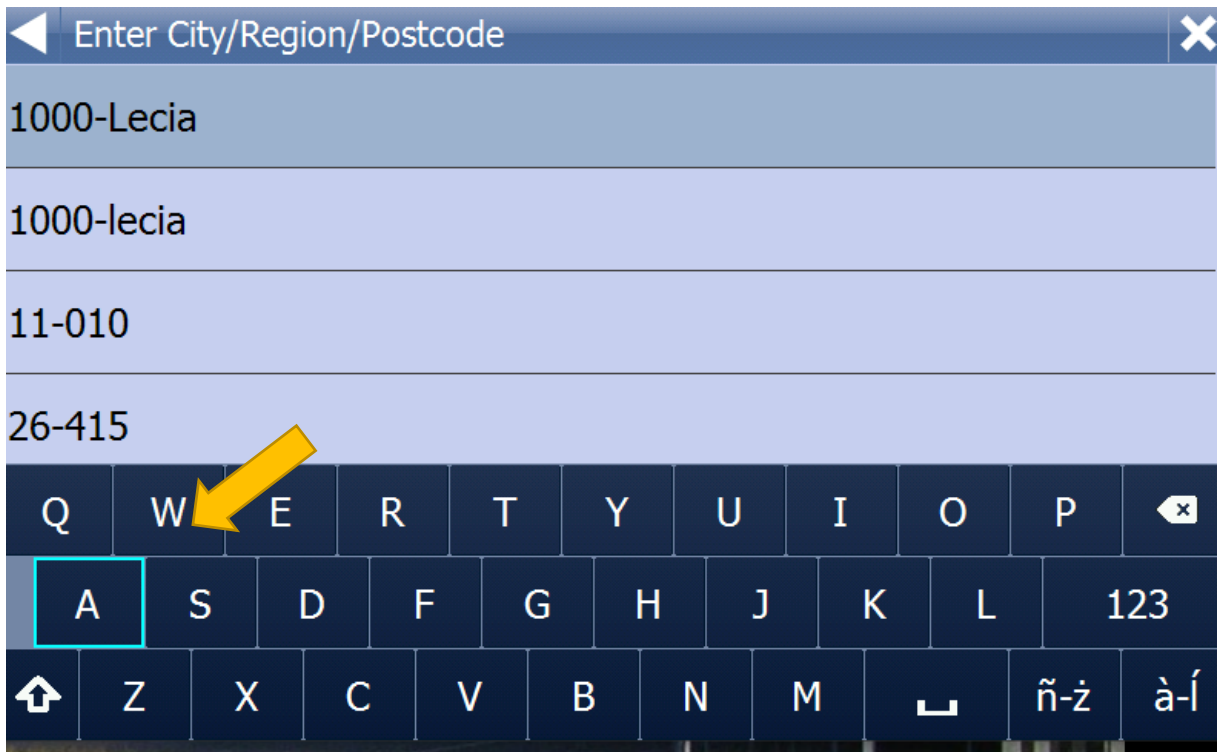 Enter City/Region/Postcode
1000-Lecia
1000-lecia
11-010
26-415
Q W E R T Y U I O P
A S D F G H J K L 123
Z X C V B N M ñ-ż à-Í